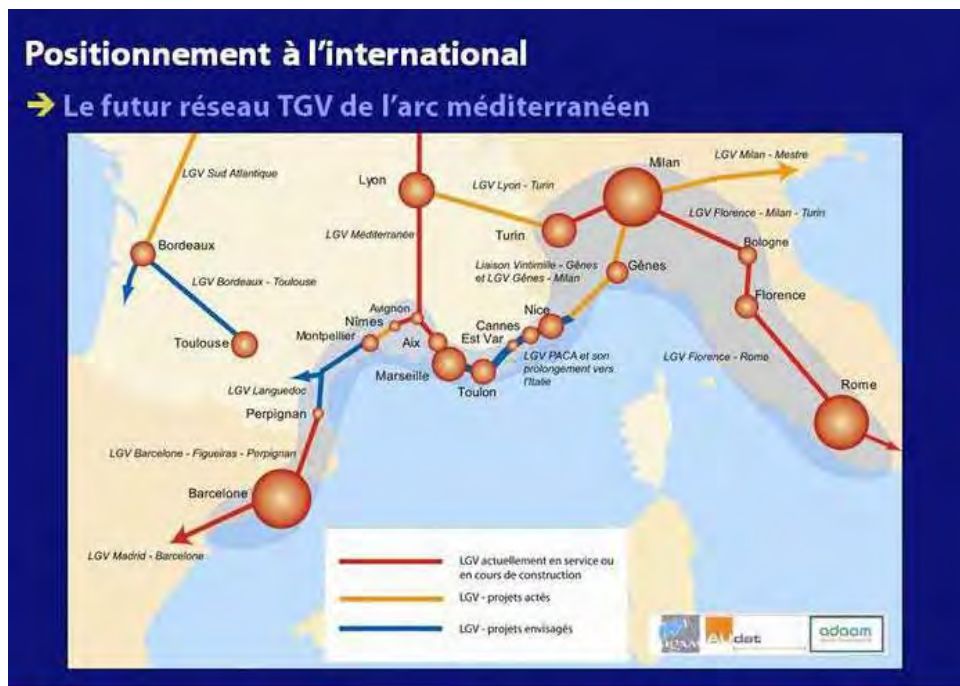 Positionnement à l'international
Le futur réseau TGV de l'arc méditerranéen
LGV Sud Atlantique
Lyon
LGV Lyon - Turin
Milan
LGV Milan - Mestre
LGV Méditerranée
Turin
LGV Florence - Milan - Turin
Bordeaux
Bologne
LGV Bordeaux - Toulouse
Liaison Vintimille - Gênes
et LGV Gênes - Milan
Gênes
Florence
Avignon
Nîmes
Nice
Montpellier
Cannes
Toulouse
Aix
Est Var
Marseille
LGV PACA et son
prolongement vers
l'Italie
LGV Florence - Rome
Toulon
LGV Languedoc
Rome
Perpignan
LGV Barcelone - Figueiras - Perpignan
Barcelone
LGV Madrid - Barcelone
LGV actuellement en service ou
en cours de construction
LGV - projets actés
LGV - projets envisagés
AUdat
adaam